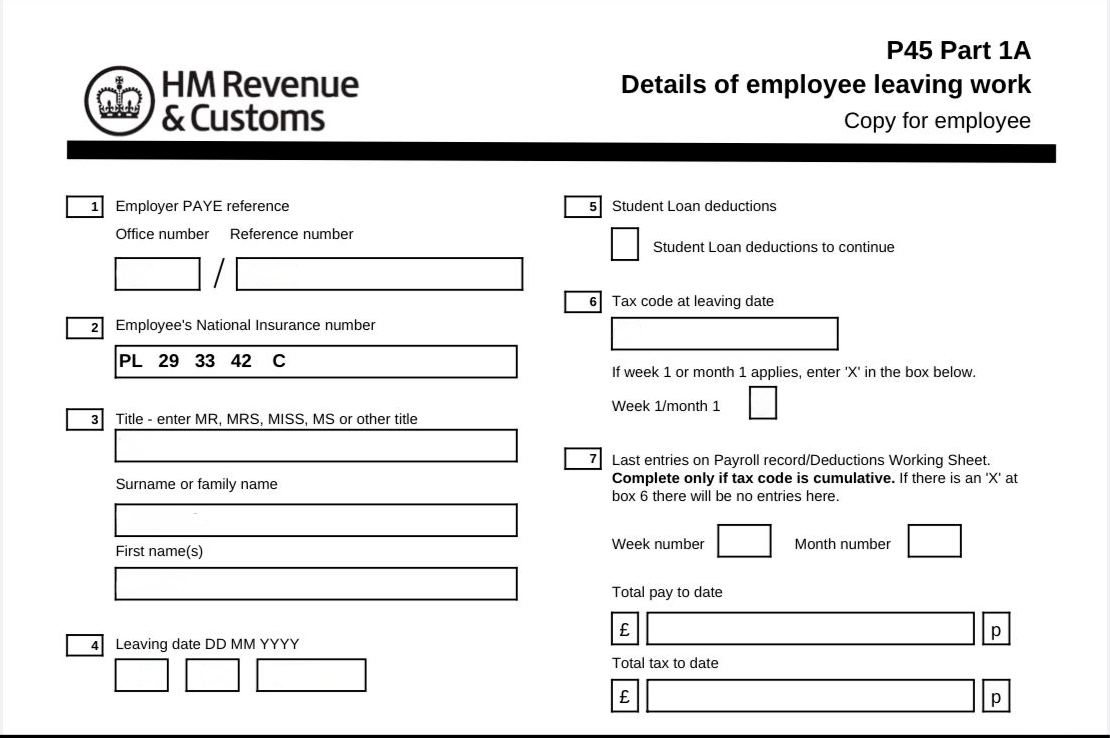 HM Revenue
& Customs
P45 Part 1A
Details of employee leaving work
Copy for employee
1 Employer PAYE reference
Office number Reference number
/
2 Employee's National Insurance number
PL 29 33 42 C
3 Title - enter MR, MRS, MISS, MS or other title
Surname or family name
First name(s)
4 Leaving date DD MM YYYY
5 Student Loan deductions
Student Loan deductions to continue
6 Tax code at leaving date
If week 1 or month 1 applies, enter 'X' in the box below.
Week 1/month 1
7 Last entries on Payroll record/Deductions Working Sheet.
Complete only if tax code is cumulative. If there is an 'X' at
box 6 there will be no entries here.
Week number Month number
Total pay to date
£ p
Total tax to date
£ p